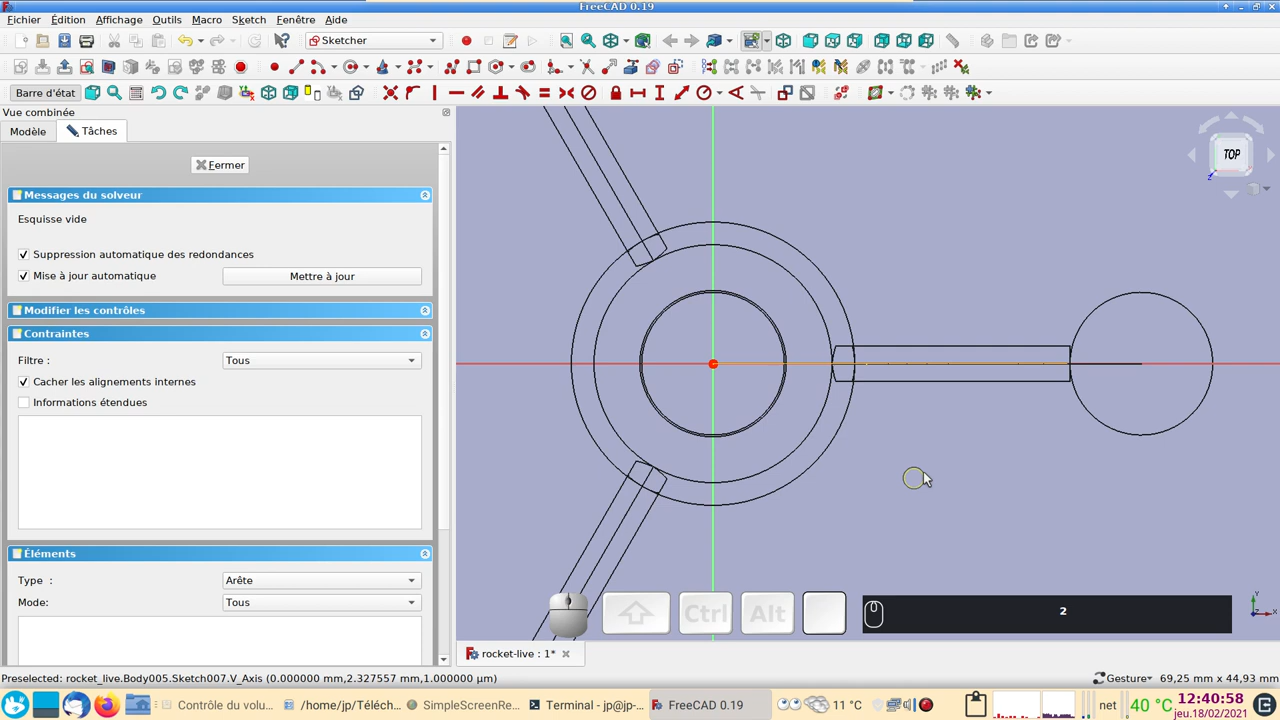 FreeCAD 0.19
Fichier Édition Affichage Outils Macro Sketch Fenêtre Aide
Sketcher
Barre d'état
Vue combinée
Modèle Tâches
Fermer
Messages du solveur
Esquisse vide
Suppression automatique des redondances
Mise à jour automatique Mettre à jour
Modifier les contrôles
Contraintes
Filtre : Tous
Cacher les alignements internes
Informations étendues
Éléments
Type : Arête
Mode: Tous
TOP
Z
Y
X
Ctrl Alt 2
rocket-live : 1*
Preselected: rocket_live.Body005.Sketch007.V_Axis (0.000000 mm,2.327557 mm,1.000000 µm) Gesture 69,25 mm x 44,93 mm
Contrôle du volu... /home/jp/Téléch... SimpleScreenRe... Terminal - jp@jp-... FreeCAD 0.19 11 °C net 40 °C 12:40:58
jeu.18/02/2021